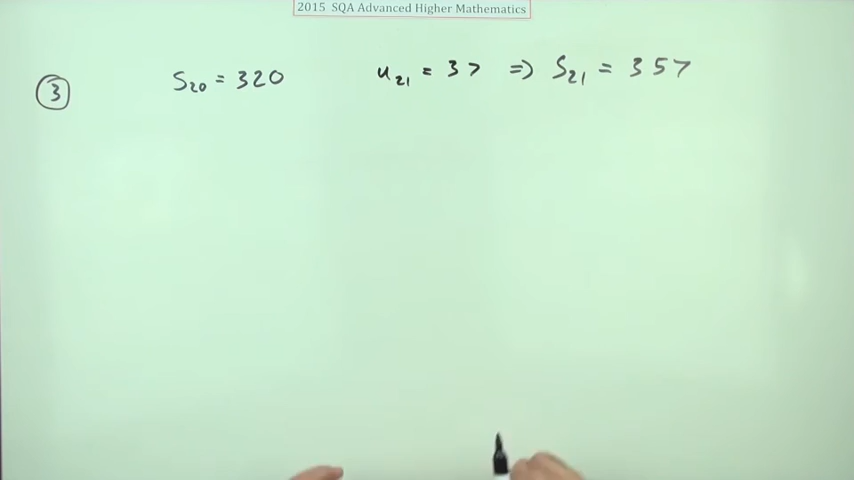 2015 SQA Advanced Higher Mathematics
③ S₂₀ = 320 u₂₁ = 37 ⇒ S₂₁ = 357